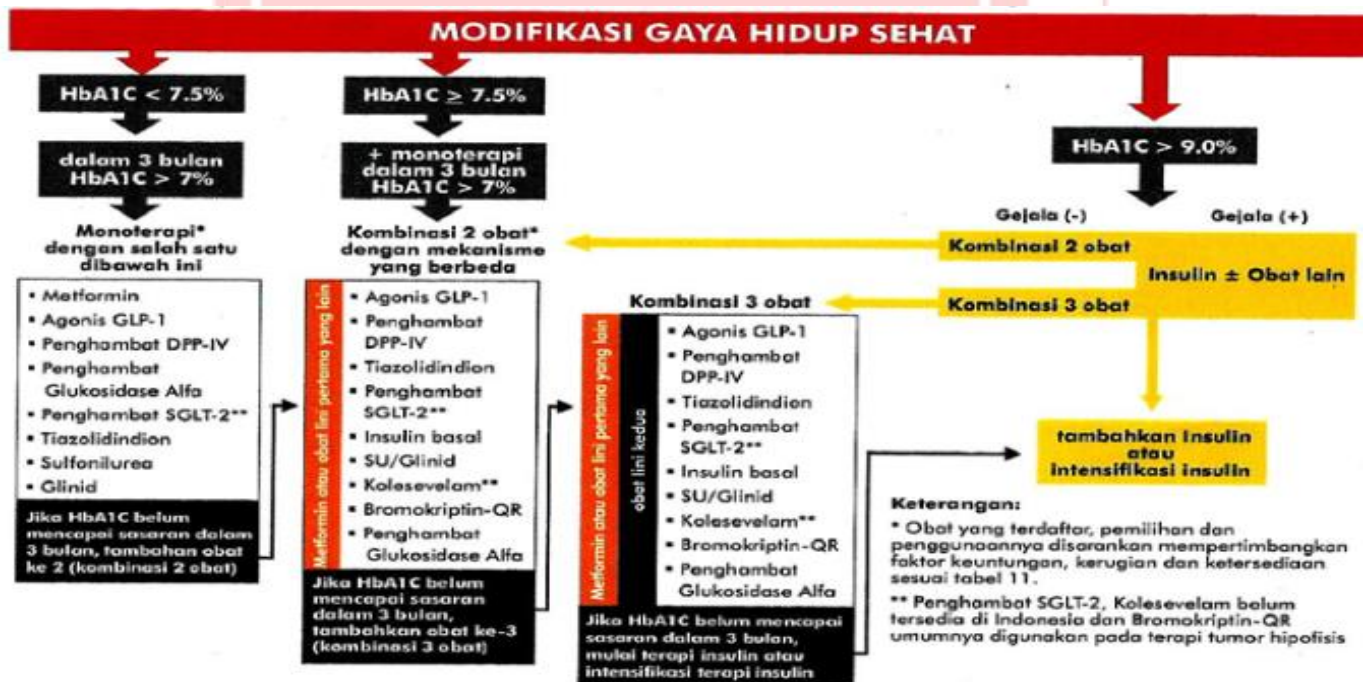 MODIFIKASI GAYA HIDUP SEHAT
HbA1C < 7.5%
dalam 3 bulan
HbA1C > 7%
Monoterapi*
dengan salah satu
dibawah ini
▪ Metformin
▪ Agonis GLP-1
▪ Penghambat DPP-IV
▪ Penghambat
Glukosidase Alfa
▪ Penghambat SGLT-2**
▪ Tiazolidindion
▪ Sulfonilurea
▪ Glinid
Jika HbA1C belum
mencapai sasaran dalam
3 bulan, tambahan obat
ke 2 (kombinasi 2 obat)
HbA1C ≥ 7.5%
+ monoterapi
dalam 3 bulan
HbA1C > 7%
Kombinasi 2 obat*
dengan mekanisme
yang berbeda
Metformin atau obat lini pertama yang lain
▪ Agonis GLP-1
▪ Penghambat
DPP-IV
▪ Tiazolidindion
▪ Penghambat
SGLT-2**
▪ Insulin basal
▪ SU/Glinid
▪ Kolesevelam**
▪ Bromokriptin-QR
▪ Penghambat
Glukosidase Alfa
Jika HbA1C belum
mencapai sasaran
dalam 3 bulan,
tambahkan obat ke-3
(kombinasi 3 obat)
Kombinasi 3 obat
Metformin atau obat lini pertama yang lain
obat lini kedua
▪ Agonis GLP-1
▪ Penghambat
DPP-IV
▪ Tiazolidindion
▪ Penghambat
SGLT-2**
▪ Insulin basal
▪ SU/Glinid
▪ Kolesevelam**
▪ Bromokriptin-QR
▪ Penghambat
Glukosidase Alfa
Jika HbA1C belum mencapai
sasaran dalam 3 bulan,
mulai terapi insulin atau
intensifikasi terapi insulin
HbA1C > 9.0%
Gejala (-)
Gejala (+)
Kombinasi 2 obat
Insulin ± Obat lain
Kombinasi 3 obat
tambahkan insulin
atau
intensifikasi insulin
Keterangan:
* Obat yang terdaftar, pemilihan dan
penggunaannya disarankan mempertimbangkan
faktor keuntungan, kerugian dan ketersediaan
sesuai tabel 11.
** Penghambat SGLT-2, Kolesevelam belum
tersedia di Indonesia dan Bromokriptin-QR
umumnya digunakan pada terapi tumor hipofisis